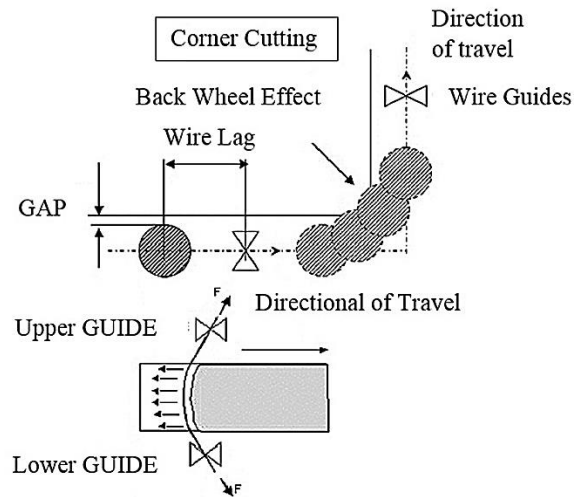 Corner Cutting
Direction
of travel
Back Wheel Effect
Wire Guides
Wire Lag
GAP
F
Directional of Travel
Upper GUIDE
Lower GUIDE
F